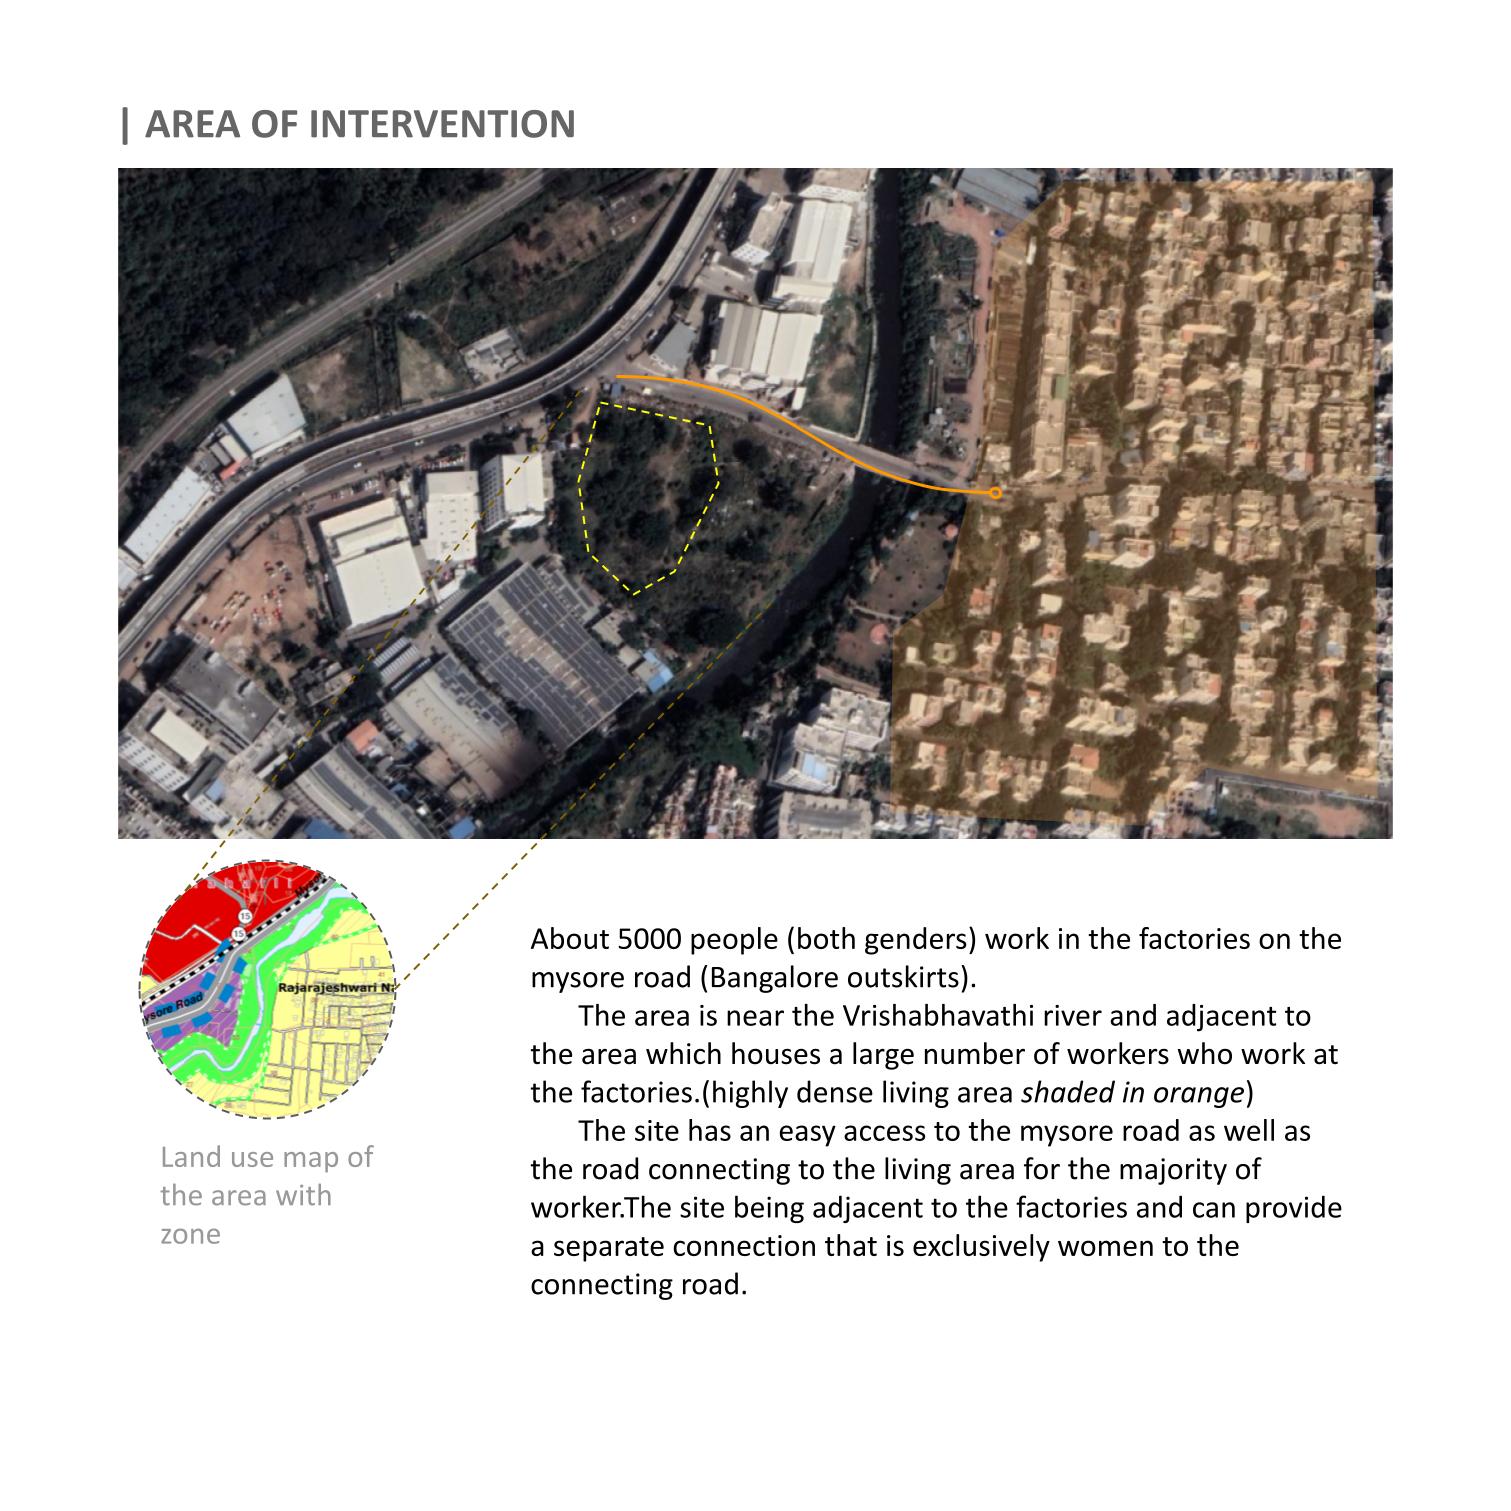 | AREA OF INTERVENTION
15
15
Rajarajeshwari N
ysore Road
Mysor
Land use map of
the area with
zone
About 5000 people (both genders) work in the factories on the
mysore road (Bangalore outskirts).
The area is near the Vrishabhavathi river and adjacent to
the area which houses a large number of workers who work at
the factories.(highly dense living area shaded in orange)
The site has an easy access to the mysore road as well as
the road connecting to the living area for the majority of
worker.The site being adjacent to the factories and can provide
a separate connection that is exclusively women to the
connecting road.